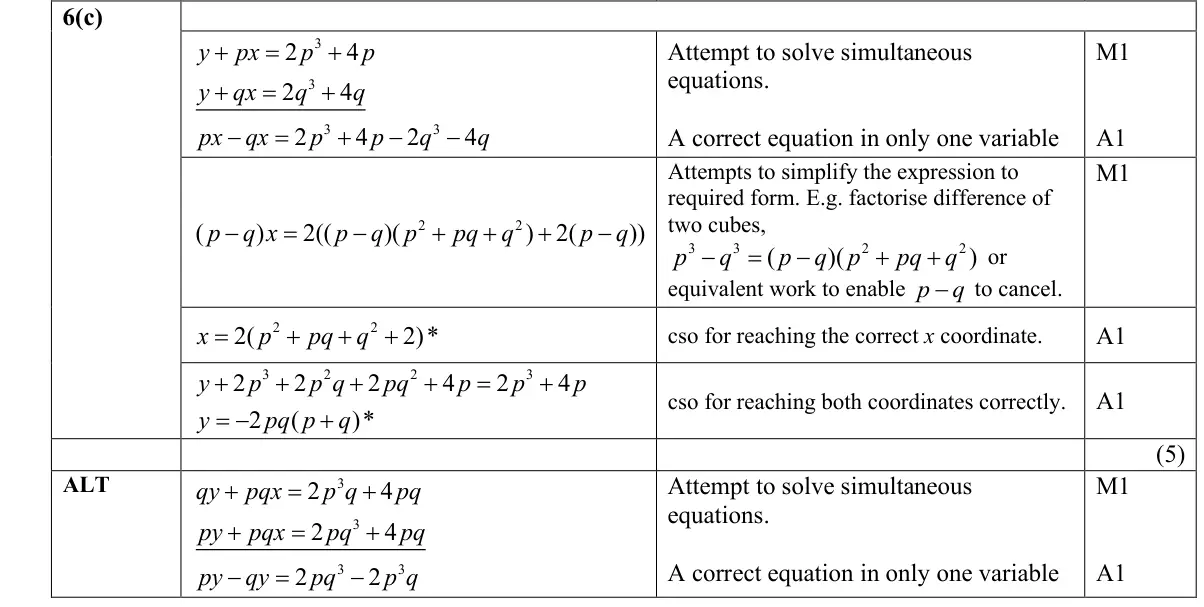 6(c)
y + px = 2p³ + 4p
y + qx = 2q³ + 4q
px − qx = 2p³ + 4p − 2q³ − 4q
Attempt to solve simultaneous
equations.
A correct equation in only one variable
M1
A1
(p − q)x = 2((p − q)(p² + pq + q²) + 2(p − q))
Attempts to simplify the expression to
required form. E.g. factorise difference of
two cubes,
p³ − q³ = (p − q)(p² + pq + q²) or
equivalent work to enable p − q to cancel.
M1
x = 2(p² + pq + q² + 2)*
cso for reaching the correct x coordinate.
A1
y + 2p³ + 2p²q + 2pq² + 4p = 2p³ + 4p
y = −2pq(p + q)*
cso for reaching both coordinates correctly.
A1
(5)
ALT
qy + pqx = 2p³q + 4pq
py + pqx = 2pq³ + 4pq
py − qy = 2pq³ − 2p³q
Attempt to solve simultaneous
equations.
A correct equation in only one variable
M1
A1